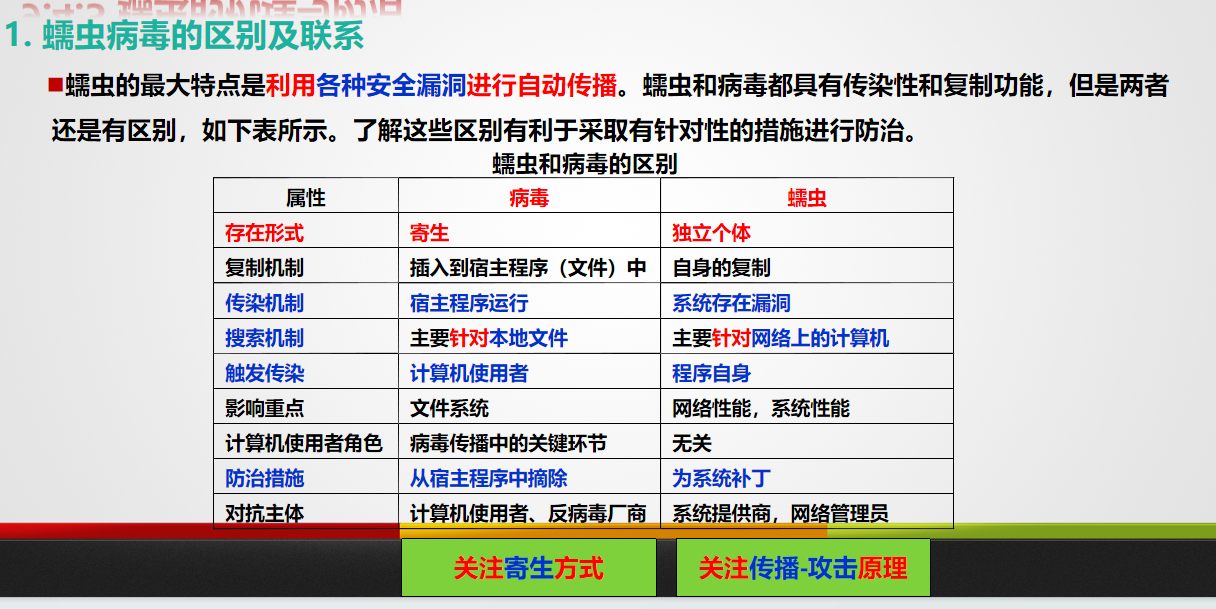 1. 蠕虫病毒的区别及联系
■蠕虫的最大特点是利用各种安全漏洞进行自动传播。蠕虫和病毒都具有传染性和复制功能，但是两者
还是有区别，如下表所示。了解这些区别有利于采取有针对性的措施进行防治。
蠕虫和病毒的区别
属性 病毒 蠕虫
存在形式 寄生 独立个体
复制机制 插入到宿主程序（文件）中 自身的复制
传染机制 宿主程序运行 系统存在漏洞
搜索机制 主要针对本地文件 主要针对网络上的计算机
触发传染 计算机使用者 程序自身
影响重点 文件系统 网络性能，系统性能
计算机使用者角色 病毒传播中的关键环节 无关
防治措施 从宿主程序中摘除 为系统补丁
对抗主体 计算机使用者、反病毒厂商 系统提供商，网络管理员
关注寄生方式 关注传播-攻击原理